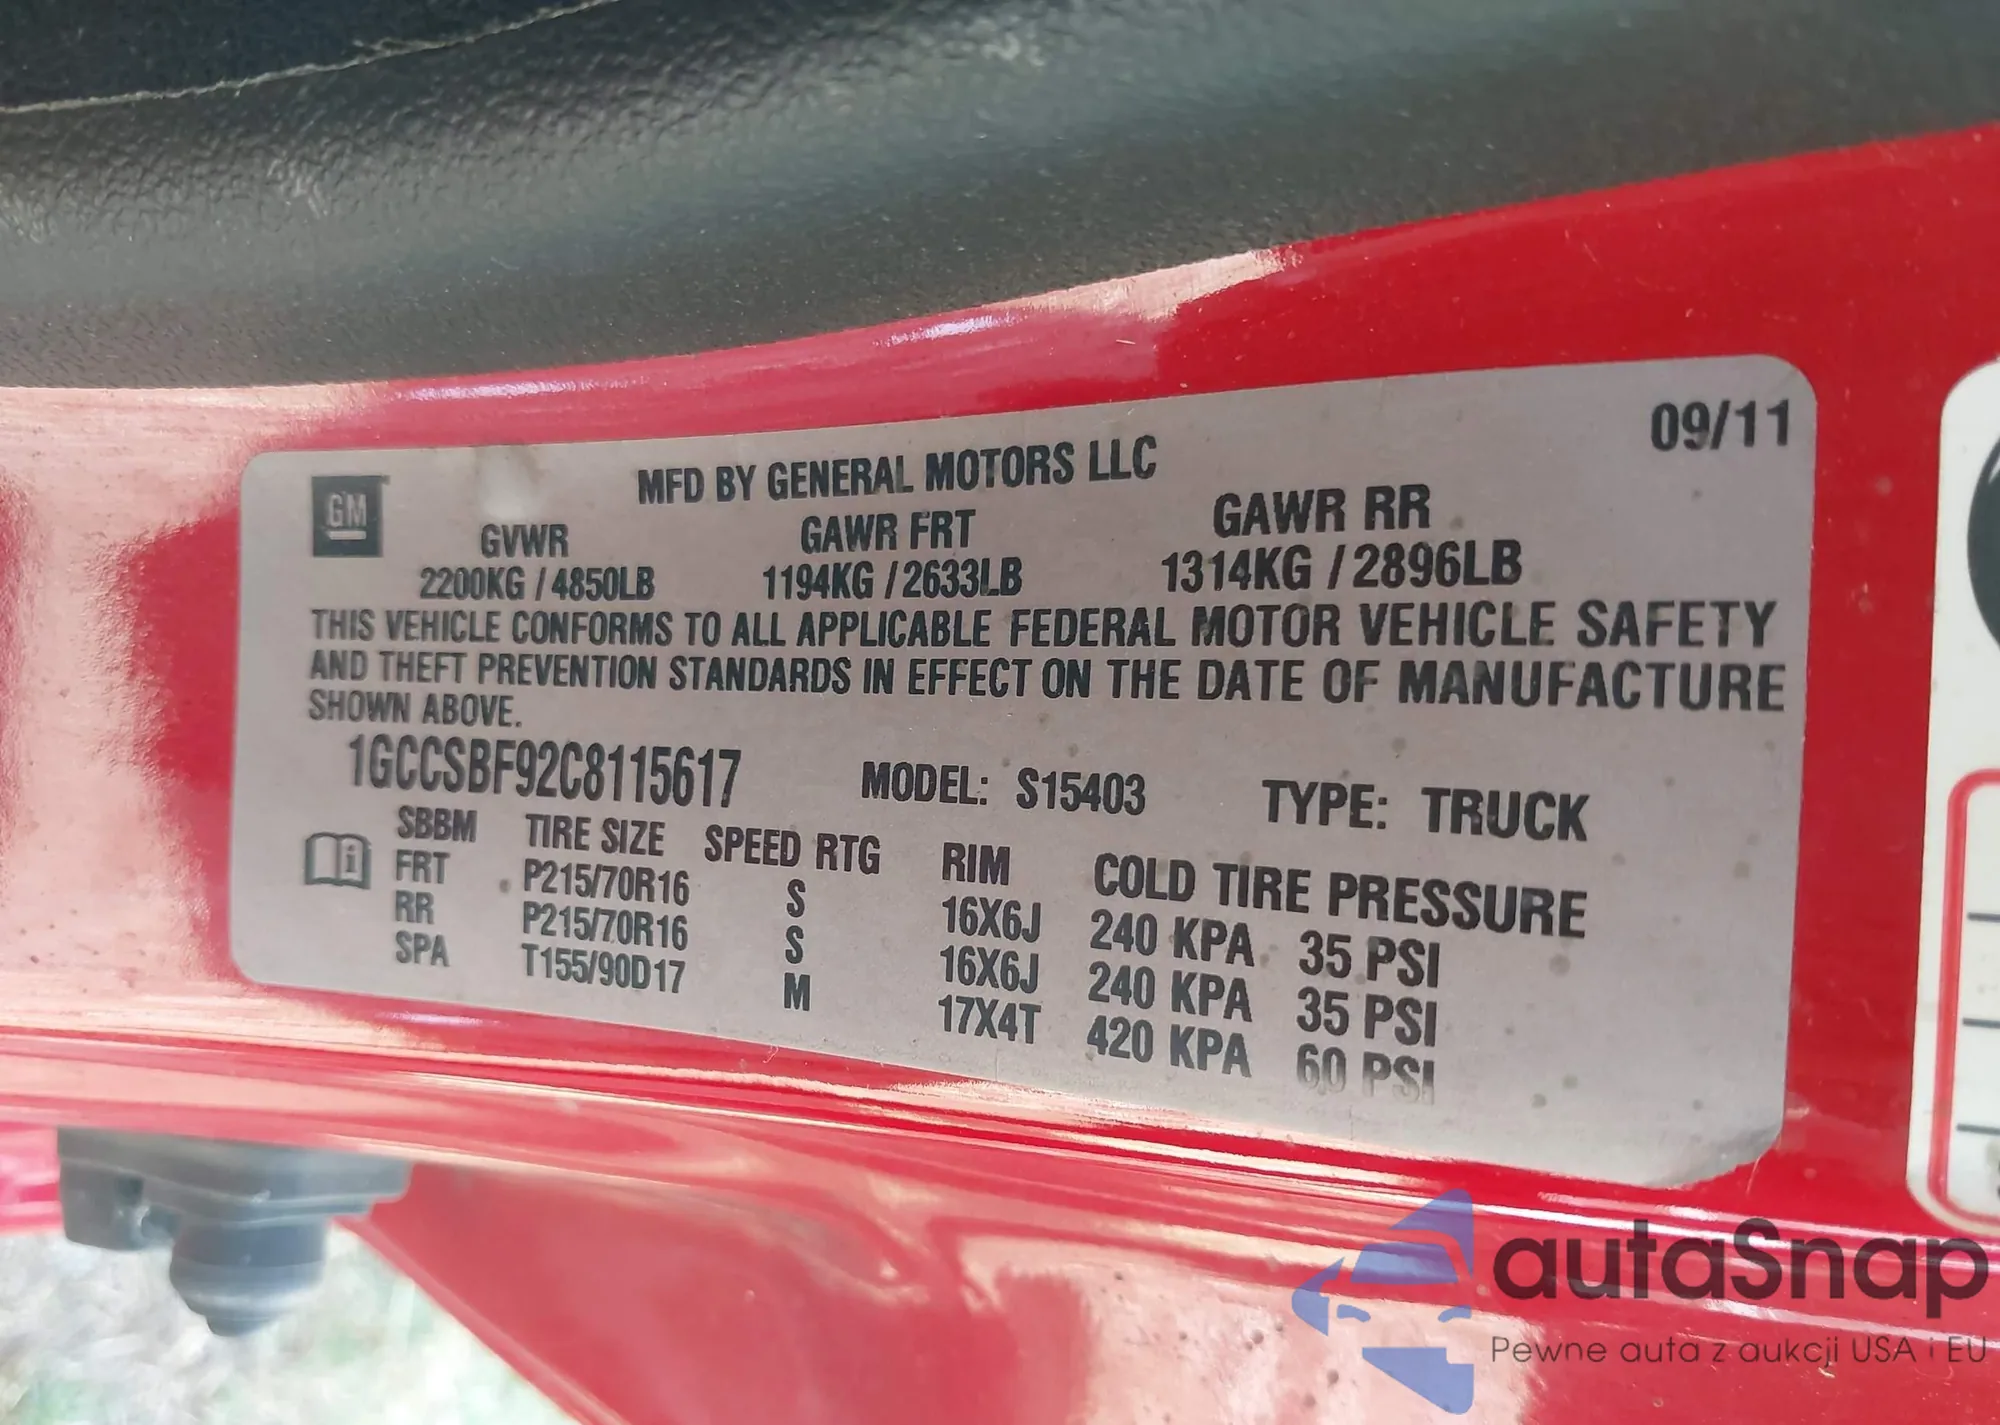 09/11
GM
MFD BY GENERAL MOTORS LLC
GVWR GAWR FRT GAWR RR
2200KG / 4850LB 1194KG / 2633LB 1314KG / 2896LB
THIS VEHICLE CONFORMS TO ALL APPLICABLE FEDERAL MOTOR VEHICLE SAFETY
AND THEFT PREVENTION STANDARDS IN EFFECT ON THE DATE OF MANUFACTURE
SHOWN ABOVE.
1GCCSBF92C8115617 MODEL: S15403 TYPE: TRUCK
SBBM TIRE SIZE SPEED RTG RIM COLD TIRE PRESSURE
FRT P215/70R16 S 16X6J 240 KPA 35 PSI
RR P215/70R16 S 16X6J 240 KPA 35 PSI
SPA T155/90D17 M 17X4T 420 KPA 60 PSI
autaSnap
Pewne auta z aukcji USA i EU